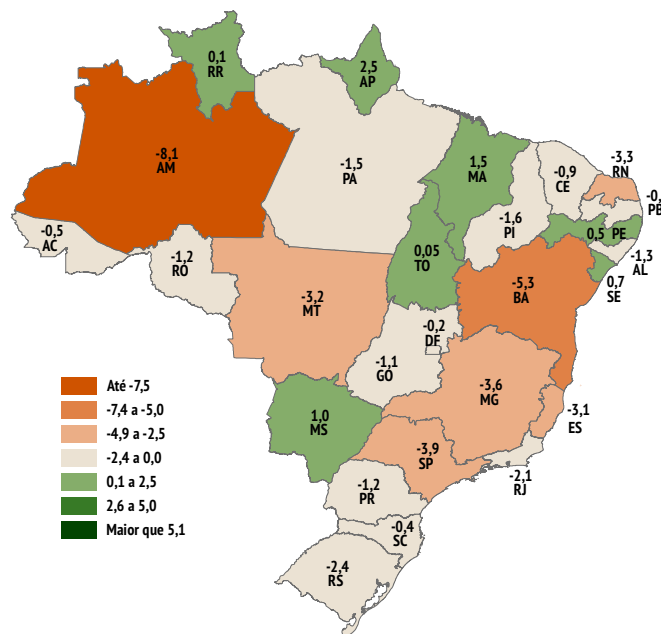 0,1
RR
2,5
AP
-8,1
AM
-1,5
PA
1,5
MA
-0,9
CE
-3,3
RN
-0,
PB
-1,6
PI
0,5 PE
-1,3
AL
0,7
SE
-0,5
AC
-1,2
RO
0,05
TO
-5,3
BA
-3,2
MT
-0,2
DF
-1,1
GO
-3,6
MG
-3,1
ES
1,0
MS
-3,9
SP
-2,1
RJ
-1,2
PR
-0,4
SC
-2,4
RS
Até -7,5
-7,4 a -5,0
-4,9 a -2,5
-2,4 a 0,0
0,1 a 2,5
2,6 a 5,0
Maior que 5,1